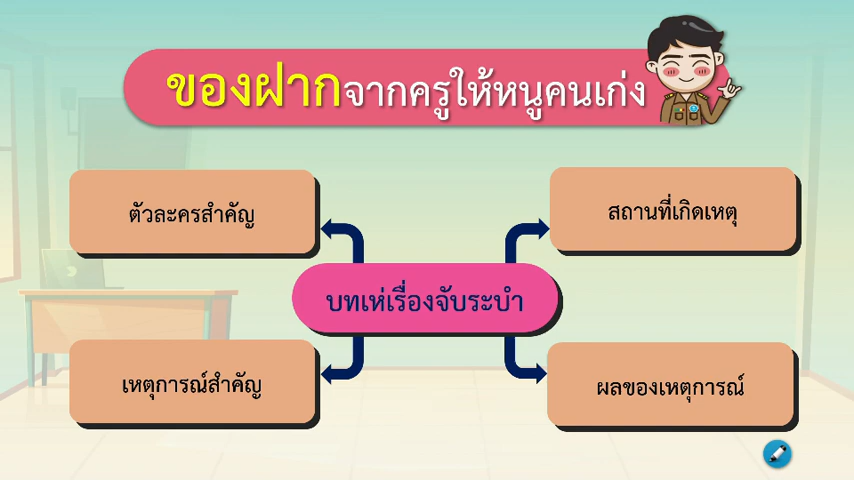 ของฝากจากครูให้หนูคนเก่ง
ตัวละครสำคัญ
สถานที่เกิดเหตุ
บทเห่เรื่องจับระบำ
เหตุการณ์สำคัญ
ผลของเหตุการณ์